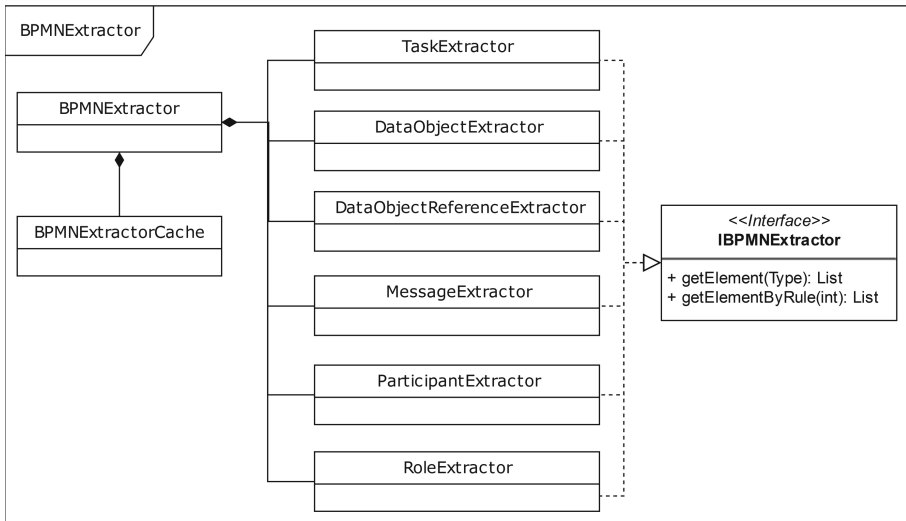 BPMNExtractor
BPMNExtractor
BPMNExtractorCache
TaskExtractor
DataObjectExtractor
DataObjectReferenceExtractor
MessageExtractor
ParticipantExtractor
RoleExtractor
<<Interface>>
IBPMNExtractor
+ getElement(Type): List
+ getElementByRule(int): List